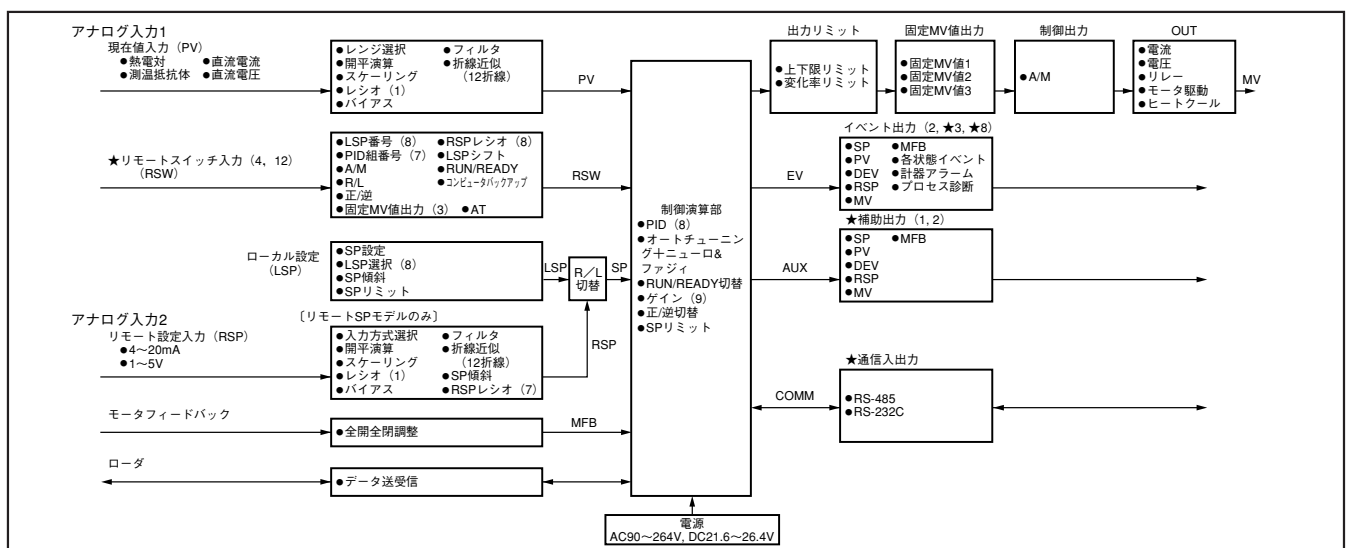 アナログ入力1
現在値入力（PV）
●熱電対　●直流電流
●測温抵抗体　●直流電圧
●レンジ選択　●フィルタ
●開平演算　●折線近似
●スケーリング　（12折線）
●レシオ（1）
●バイアス
PV
★リモートスイッチ入力（4，12）
（RSW）
●LSP番号（8）　●RSPレシオ（8）
●PID組番号（7）　●LSPシフト
●A/M　●RUN/READY
●R/L　●コンピュータバックアップ
●正/逆
●固定MV値出力（3）　●AT
RSW
ローカル設定
（LSP）
●SP設定
●LSP選択（8）
●SP傾斜
●SPリミット
LSP
R／L
切替
SP
RSP
アナログ入力2
リモート設定入力（RSP）
●4～20mA
●1～5V
〔リモートSPモデルのみ〕
●入力方式選択　●フィルタ
●開平演算　●折線近似
●スケーリング　（12折線）
●レシオ（1）　●SP傾斜
●バイアス　●RSPレシオ（7）
モータフィードバック
●全開全閉調整
MFB
ローダ
●データ送受信
制御演算部
●PID（8）
●オートチューニン
グ＋ニューロ&
ファジィ
●RUN/READY切替
●ゲイン（9）
●正/逆切替
●SPリミット
電源
AC90～264V, DC21.6～26.4V
出力リミット
●上下限リミット
●変化率リミット
固定MV値出力
●固定MV値1
●固定MV値2
●固定MV値3
制御出力
●A/M
OUT
●電流
●電圧
●リレー
●モータ駆動
●ヒートクール
MV
イベント出力（2, ★3, ★8）
EV
●SP　●MFB
●PV　●各状態イベント
●DEV　●計器アラーム
●RSP　●プロセス診断
●MV
★補助出力（1, 2）
AUX
●SP　●MFB
●PV
●DEV
●RSP
●MV
★通信入出力
COMM
●RS-485
●RS-232C